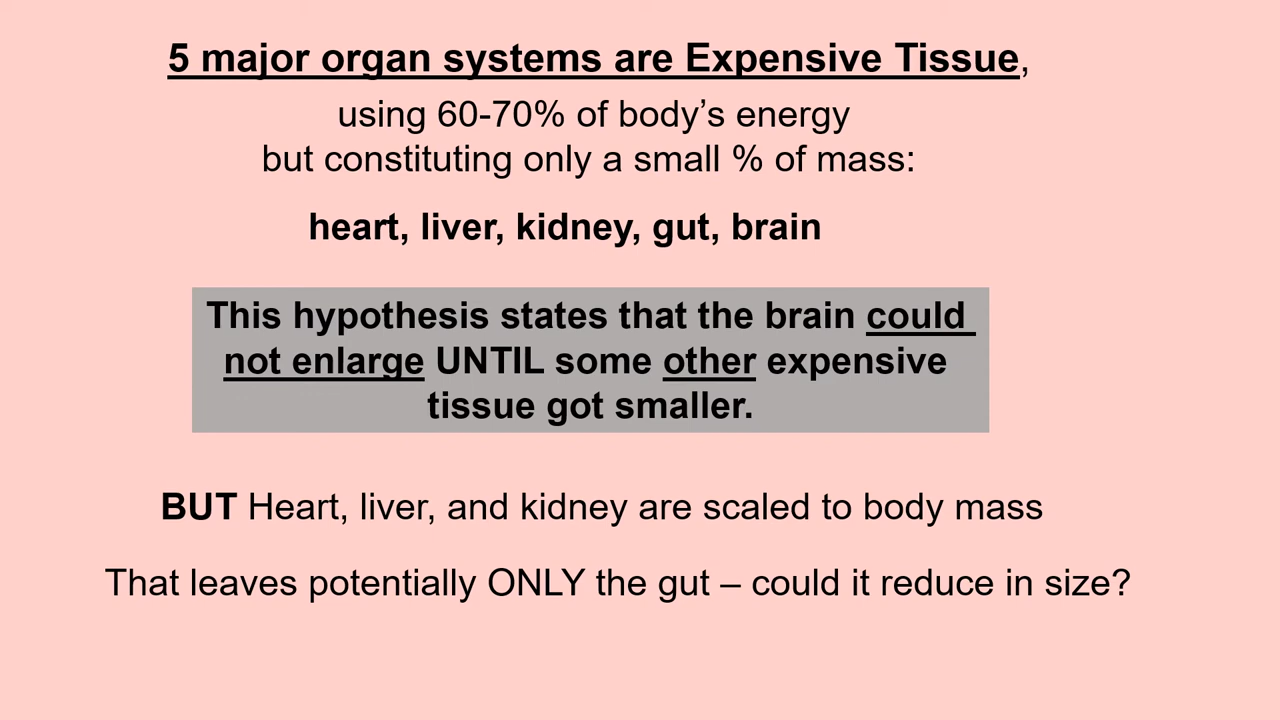 5 major organ systems are Expensive Tissue,
using 60-70% of body’s energy
but constituting only a small % of mass:
heart, liver, kidney, gut, brain
This hypothesis states that the brain could
not enlarge UNTIL some other expensive
tissue got smaller.
BUT Heart, liver, and kidney are scaled to body mass
That leaves potentially ONLY the gut – could it reduce in size?